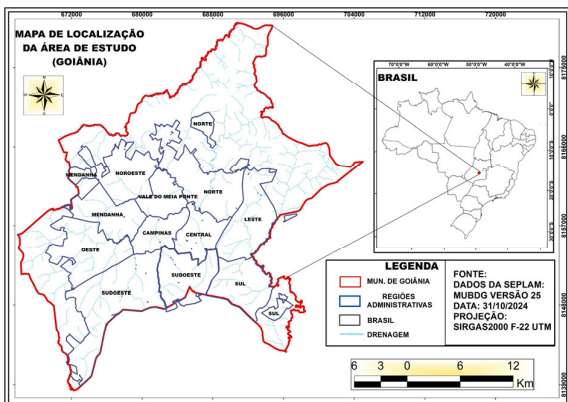 672000 680000 688000 696000 704000 712000 720000
MAPA DE LOCALIZAÇÃO
DA ÁREA DE ESTUDO
(GOIÂNIA)
NORTE
MENDANHA
NOROESTE
VALE DO MEIA PONTE
NORTE
MENDANHA
CAMPINAS
CENTRAL
LESTE
OESTE
SUDOESTE
SUDOESTE
SUL
SUL
BRASIL
8175000
8166000
8157000
8148000
8139000
LEGENDA
MUN. DE GOIÂNIA
REGIÕES
ADMINISTRATIVAS
BRASIL
DRENAGEM
FONTE:
DADOS DA SEPLAM:
MUBDG VERSÃO 25
DATA: 31/10/2024
PROJEÇÃO:
SIRGAS2000 F-22 UTM
6 3 0 6 12
Km